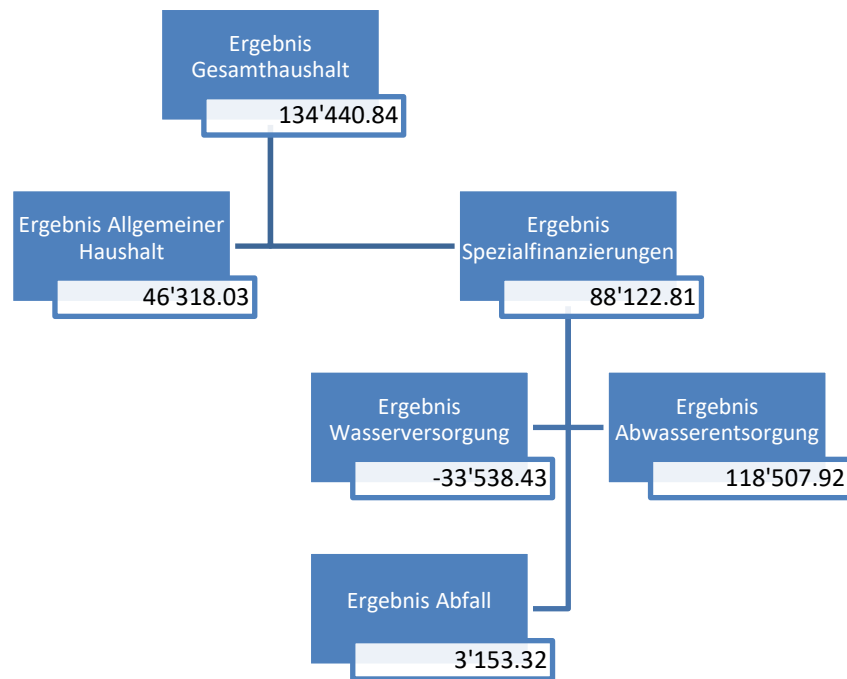 Ergebnis
Gesamthaushalt
134'440.84
Ergebnis Allgemeiner
Haushalt
46'318.03
Ergebnis
Spezialfinanzierungen
88'122.81
Ergebnis
Wasserversorgung
-33'538.43
Ergebnis
Abwasserentsorgung
118'507.92
Ergebnis Abfall
3'153.32